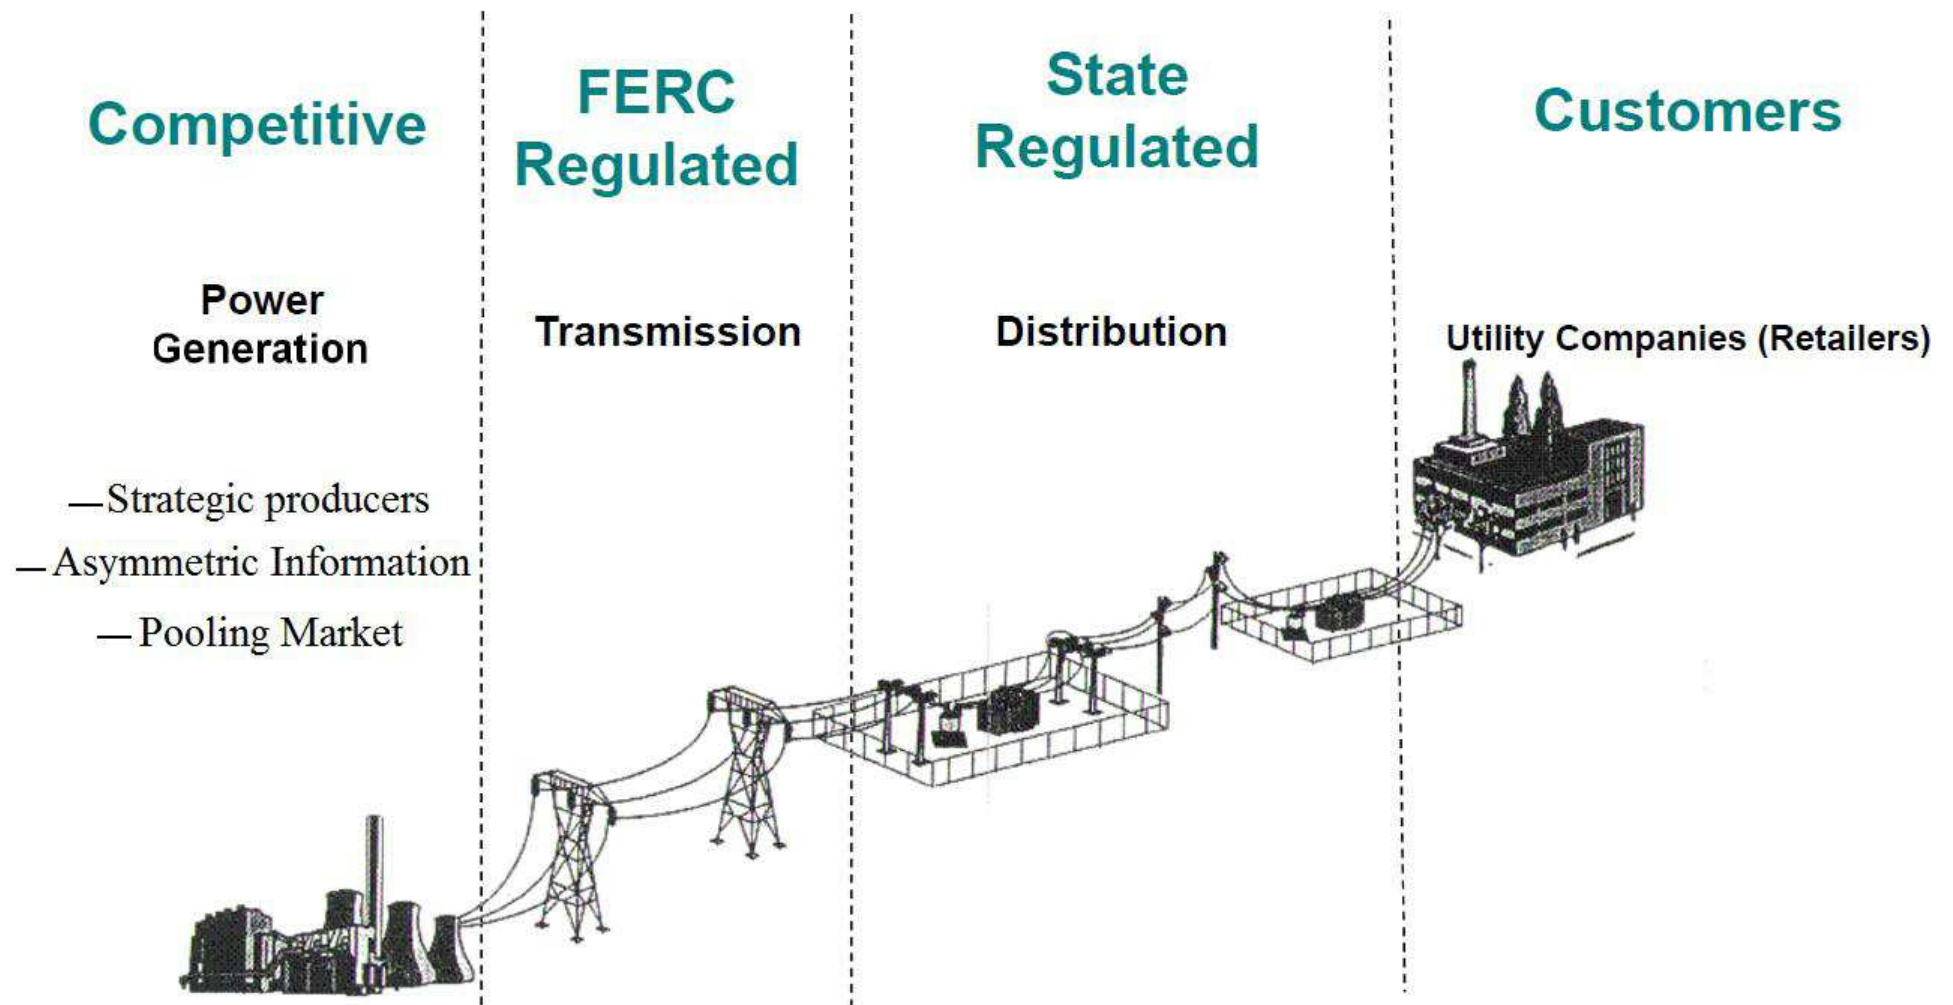 Competitive
FERC
Regulated
State
Regulated
Customers
Power
Generation
Transmission
Distribution
Utility Companies (Retailers)
—Strategic producers
—Asymmetric Information
—Pooling Market